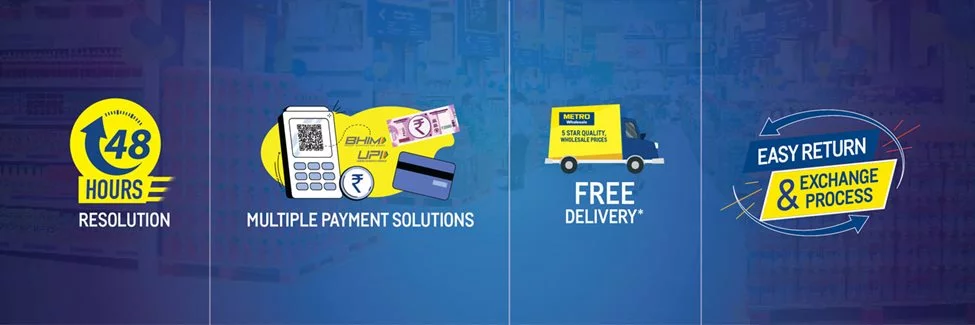 48
HOURS
RESOLUTION
BHIM
UPI
₹
₹
MULTIPLE PAYMENT SOLUTIONS
METRO
Wholesale
5 STAR QUALITY,
WHOLESALE PRICES
FREE
DELIVERY*
EASY RETURN
& EXCHANGE
PROCESS